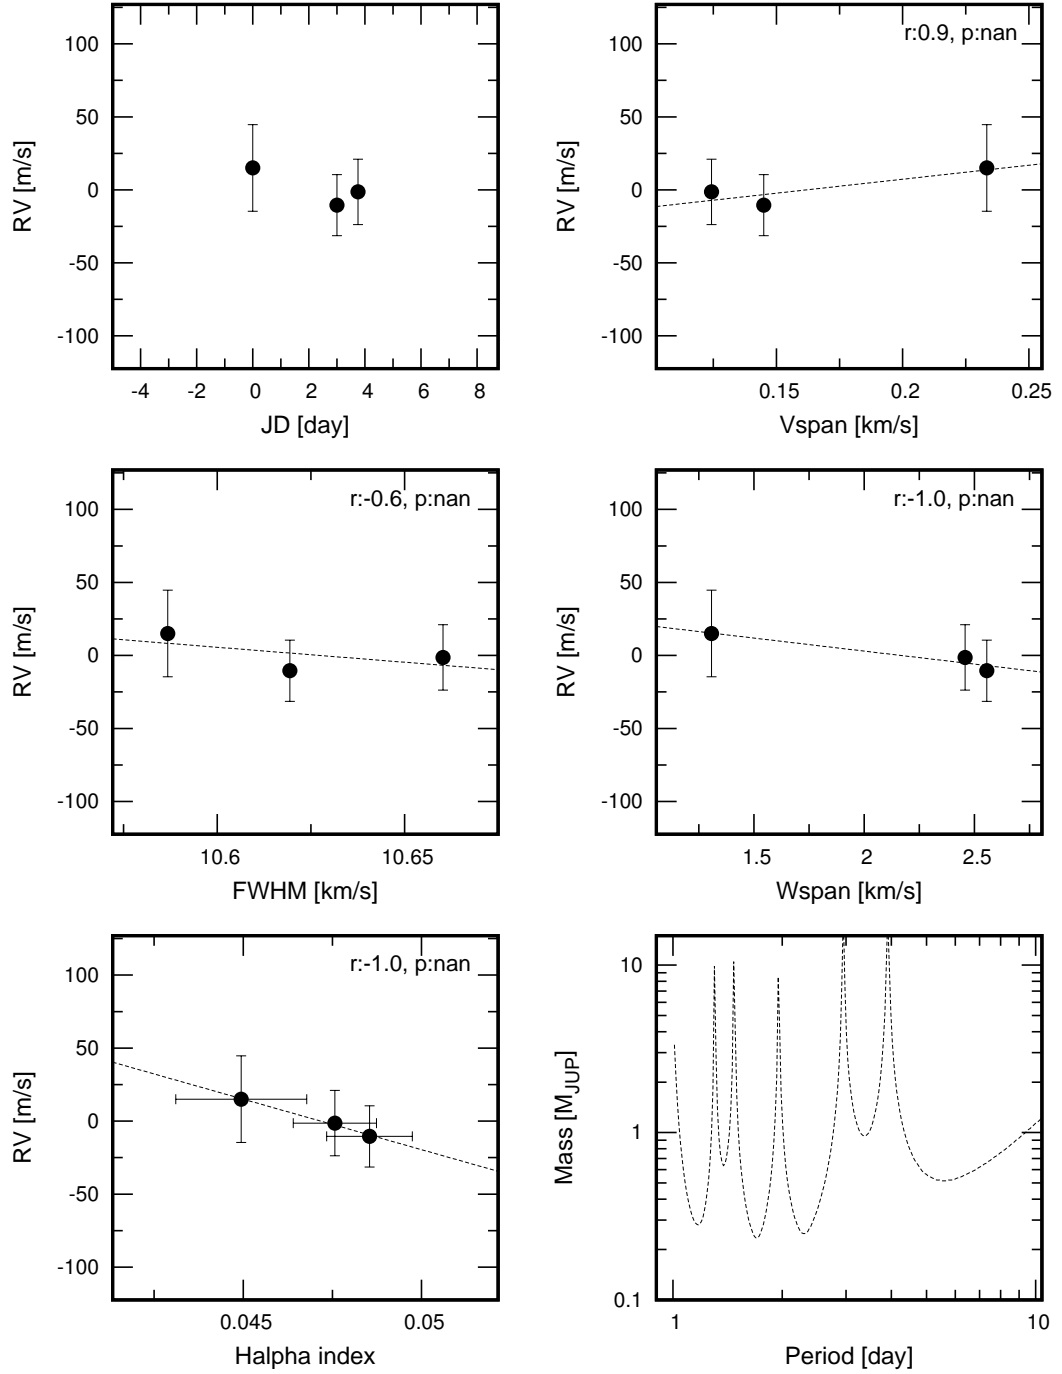 100
50
0
-50
-100
RV [m/s]
-4 -2 0 2 4 6 8
JD [day]
r:0.9, p:nan
100
50
0
-50
-100
RV [m/s]
0.15 0.2 0.25
Vspan [km/s]
r:-0.6, p:nan
100
50
0
-50
-100
RV [m/s]
10.6 10.65
FWHM [km/s]
r:-1.0, p:nan
100
50
0
-50
-100
RV [m/s]
1.5 2 2.5
Wspan [km/s]
r:-1.0, p:nan
100
50
0
-50
-100
RV [m/s]
0.045 0.05
Halpha index
10
1
0.1
Mass [M_JUP]
1 10
Period [day]